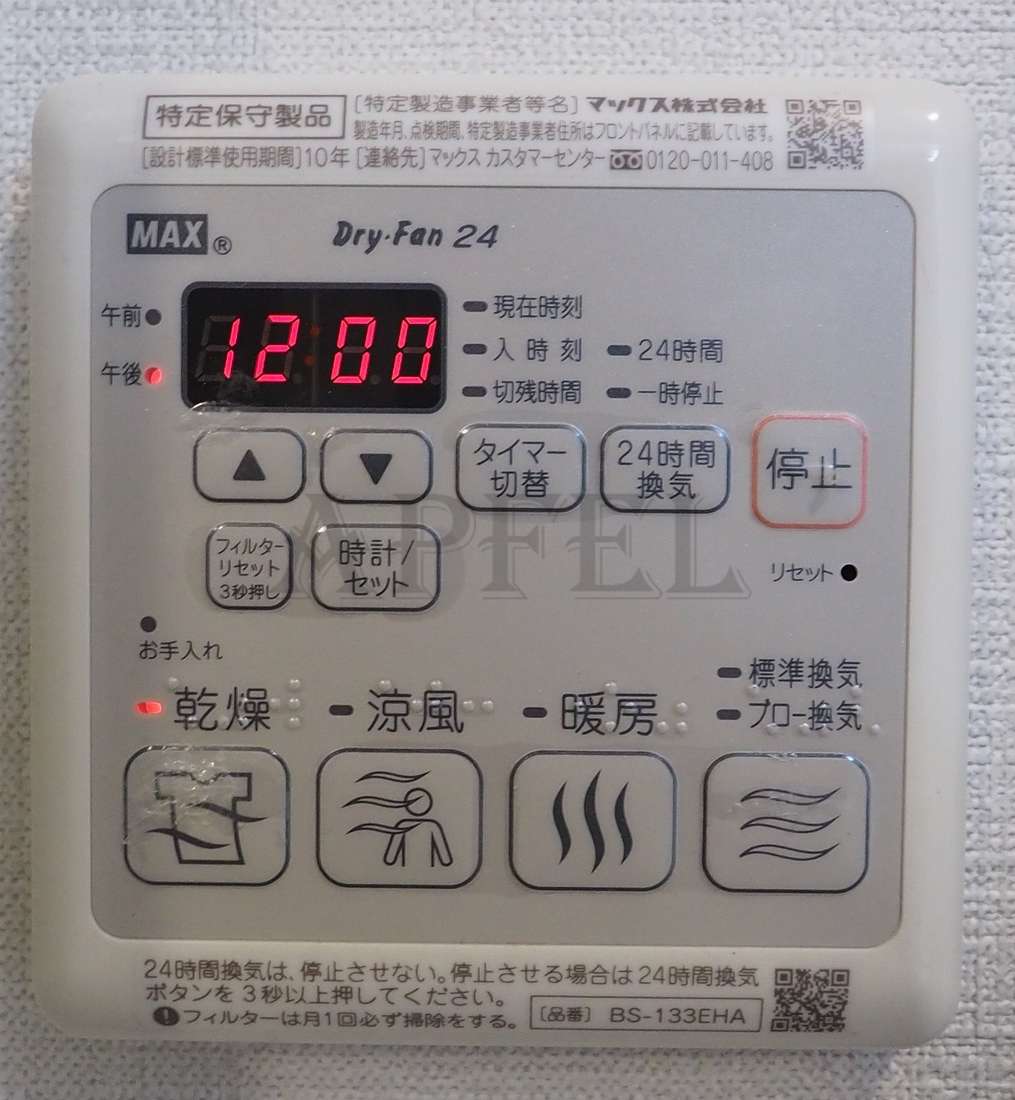 特定保守製品
[特定製造事業者等名] マックス株式会社
製造年月、点検期間、特定製造事業者住所はフロントパネルに記載しています。
[設計標準使用期間]10年 [連絡先]マックス カスタマーセンター 0120-011-408
MAX® Dry・Fan 24
午前
12:00
現在時刻
午後
入時刻 24時間
切残時間 一時停止
▲ ▼
タイマー
切替
24時間
換気
停止
フィルター
リセット
3秒押し
時計/
セット
リセット
APFEL
お手入れ
乾燥 涼風 暖房
標準換気
ブロー換気
24時間換気は、停止させない。停止させる場合は24時間換気
ボタンを3秒以上押してください。
フィルターは月1回必ず掃除をする。
[品番] BS-133EHA